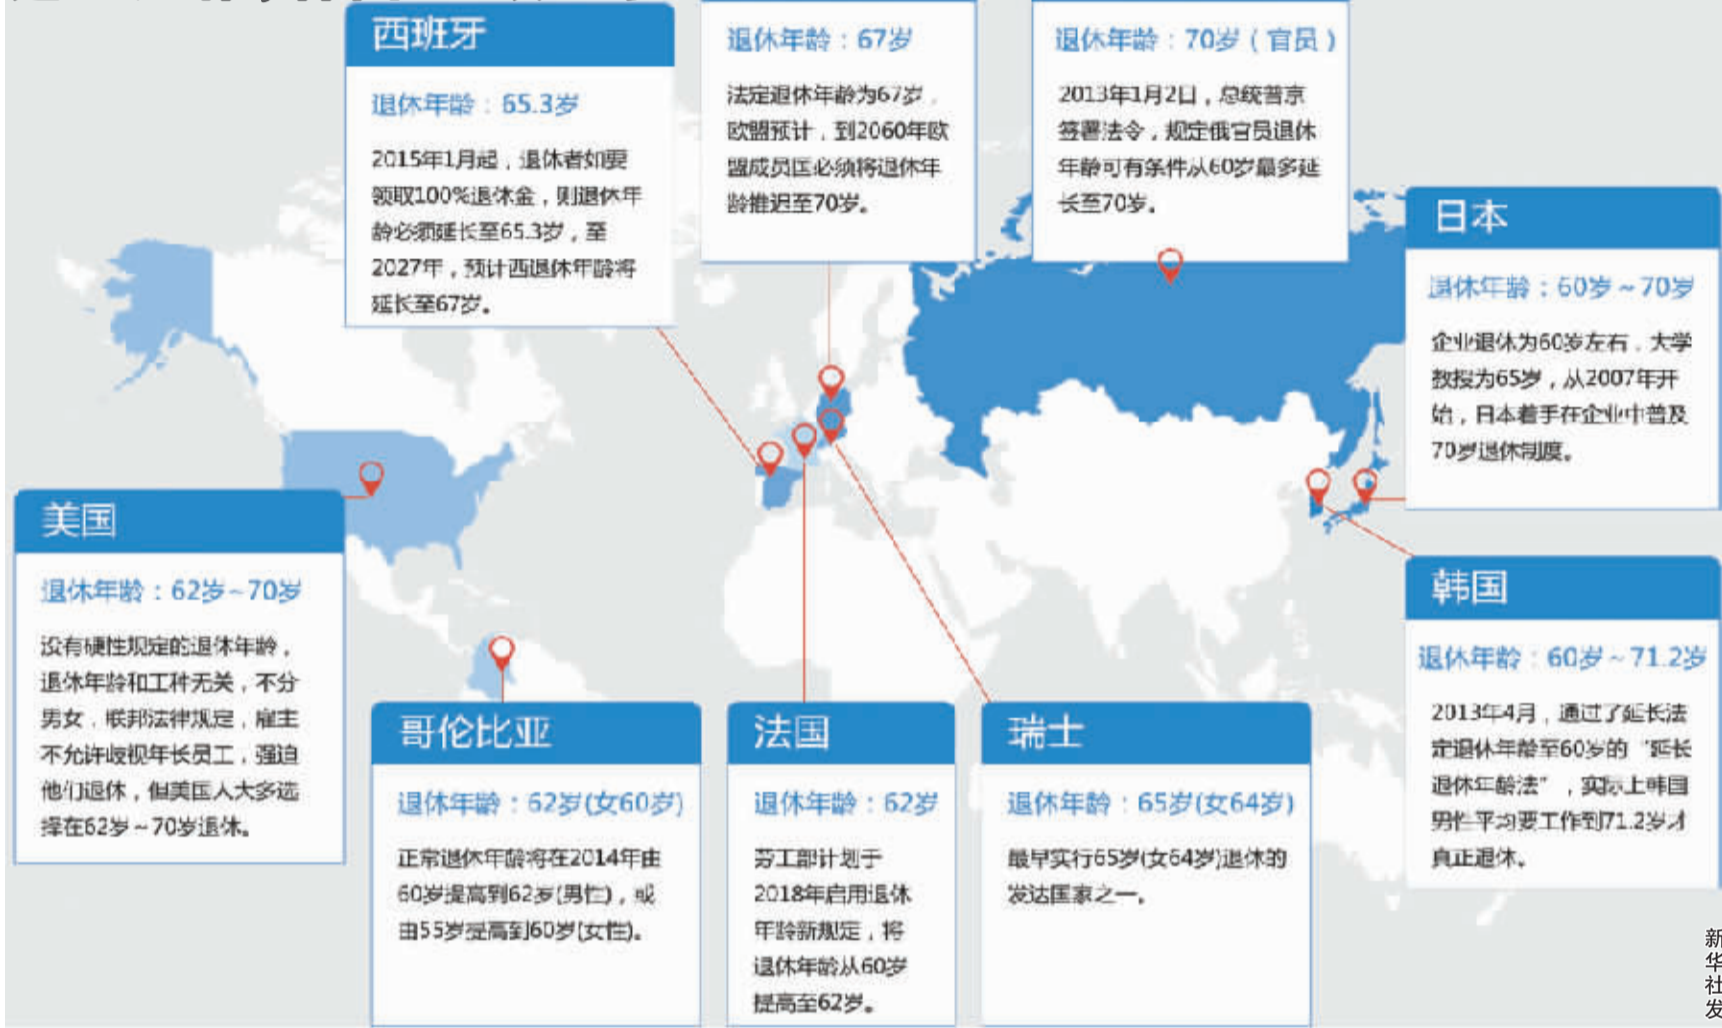 西班牙
退休年龄：65.3岁
2015年1月起，退休者如要
领取100%退休金，则退休年
龄必须延长至65.3岁，至
2027年，预计西退休年龄将
延长至67岁。
退休年龄：67岁
法定退休年龄为67岁，
欧盟预计，到2060年欧
盟成员国必须将退休年
龄推迟至70岁。
退休年龄：70岁（官员）
2013年1月2日，总统普京
签署法令，规定俄官员退休
年龄可有条件从60岁最多延
长至70岁。
日本
退休年龄：60岁～70岁
企业退休为60岁左右，大学
教授为65岁，从2007年开
始，日本着手在企业中普及
70岁退休制度。
美国
退休年龄：62岁~70岁
没有硬性规定的退休年龄，
退休年龄和工种无关，不分
男女，联邦法律规定，雇主
不允许歧视年长员工，强迫
他们退休，但美国人大多选
择在62岁～70岁退休。
哥伦比亚
退休年龄：62岁(女60岁)
正常退休年龄将在2014年由
60岁提高到62岁(男性)，或
由55岁提高到60岁(女性)。
法国
退休年龄：62岁
劳工部计划于
2018年启用退休
年龄新规定，将
退休年龄从60岁
提高至62岁。
瑞士
退休年龄：65岁(女64岁)
最早实行65岁(女64岁)退休的
发达国家之一。
韩国
退休年龄：60岁～71.2岁
2013年4月，通过了延长法
定退休年龄至60岁的“延长
退休年龄法”，实际上韩国
男性平均要工作到71.2岁才
真正退休。
新华社发